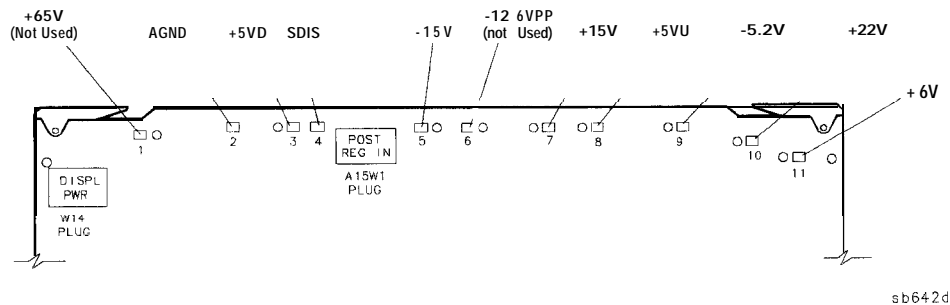 +65V
(Not Used)
AGND
+5VD
SDIS
-15V
-12 6VPP
(not Used)
+15V
+5VU
-5.2V
+22V
+6V
1
2
3
4
5
6
7
8
9
10
11
POST
REG IN
A15W1
PLUG
DISPL
PWR
W14
PLUG
sb642d